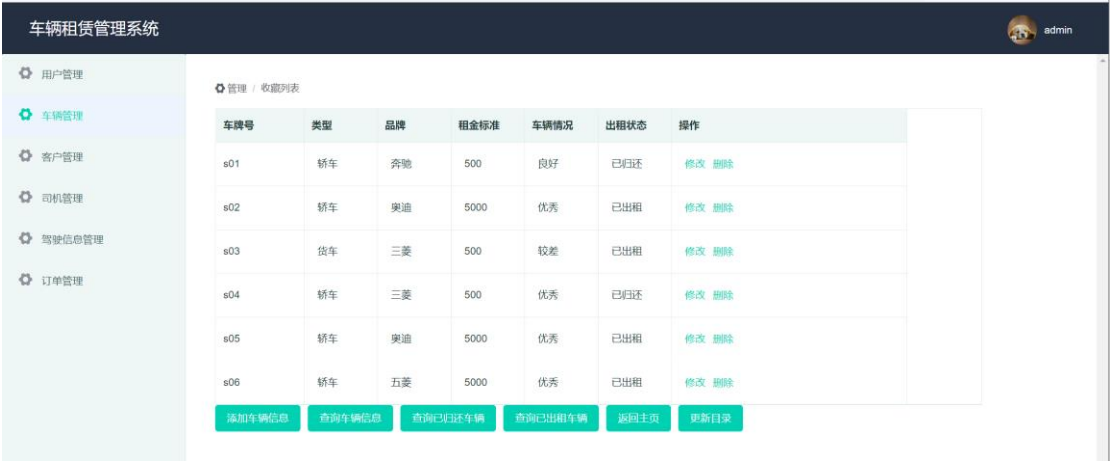 车辆租赁管理系统
admin
用户管理
车辆管理
客户管理
司机管理
驾驶信息管理
订单管理
管理 / 收藏列表
车牌号 类型 品牌 租金标准 车辆情况 出租状态 操作
s01 轿车 奔驰 500 良好 已归还 修改 删除
s02 轿车 奥迪 5000 优秀 已出租 修改 删除
s03 货车 三菱 500 较差 已出租 修改 删除
s04 轿车 三菱 500 优秀 已归还 修改 删除
s05 轿车 奥迪 5000 优秀 已出租 修改 删除
s06 轿车 五菱 5000 优秀 已出租 修改 删除
添加车辆信息 查询车辆信息 查询已归还车辆 查询已出租车辆 返回主页 更新目录